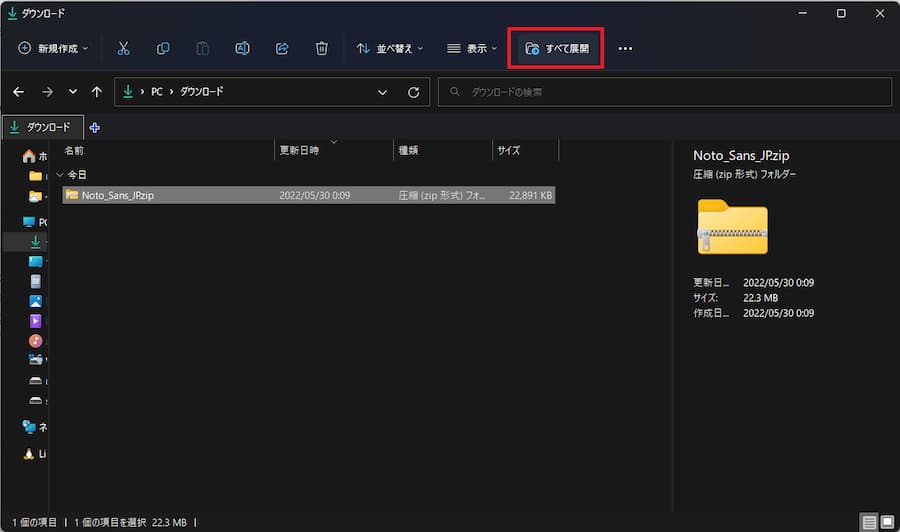 ダウンロード
新規作成
並べ替え
表示
すべて展開
PC
ダウンロード
ダウンロードの検索
ダウンロード
名前
更新日時
種類
サイズ
今日
Noto_Sans_JP.zip
2022/05/30 0:09
圧縮 (zip 形式) フォ...
22,891 KB
ホ
PC
ネ
Li
Noto_Sans_JP.zip
圧縮 (zip 形式) フォルダー
更新日... 2022/05/30 0:09
サイズ: 22.3 MB
作成日... 2022/05/30 0:09
1 個の項目
1 個の項目を選択 22.3 MB